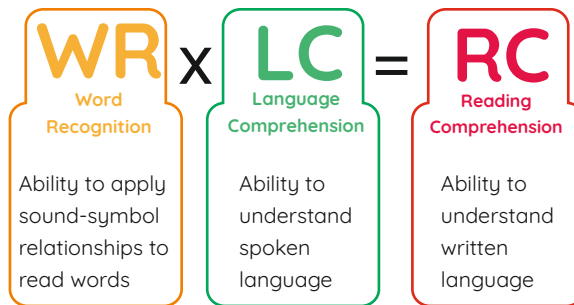 WR x LC = RC
Word
Recognition
Language
Comprehension
Reading
Comprehension
Ability to apply
sound-symbol
relationships to
read words
Ability to
understand
spoken
language
Ability to
understand
written
language